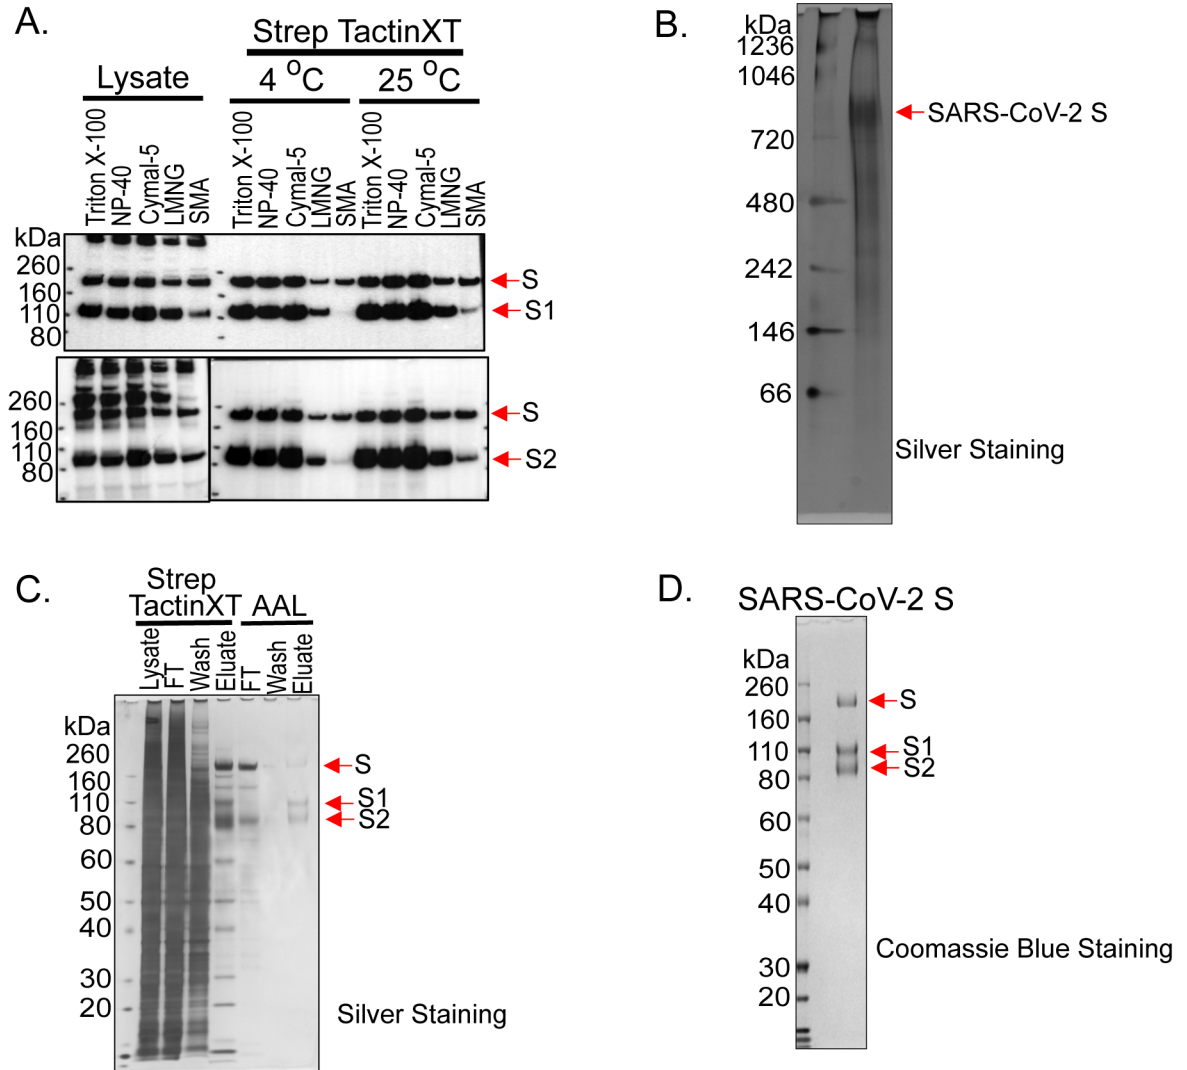 A.
Strep TactinXT
Lysate
4 °C
25 °C
Triton X-100
NP-40
Cymal-5
LMNG
SMA
Triton X-100
NP-40
Cymal-5
LMNG
SMA
Triton X-100
NP-40
Cymal-5
LMNG
SMA
kDa
260
160
110
80
S
S1
260
160
110
80
S
S2
B.
kDa
1236
1046
720
480
242
146
66
SARS-CoV-2 S
Silver Staining
C.
Strep
TactinXT
AAL
Lysate
FT
Wash
Eluate
FT
Wash
Eluate
kDa
260
160
110
80
60
50
40
30
20
S
S1
S2
Silver Staining
D.
SARS-CoV-2 S
kDa
260
160
110
80
60
50
40
30
20
S
S1
S2
Coomassie Blue Staining